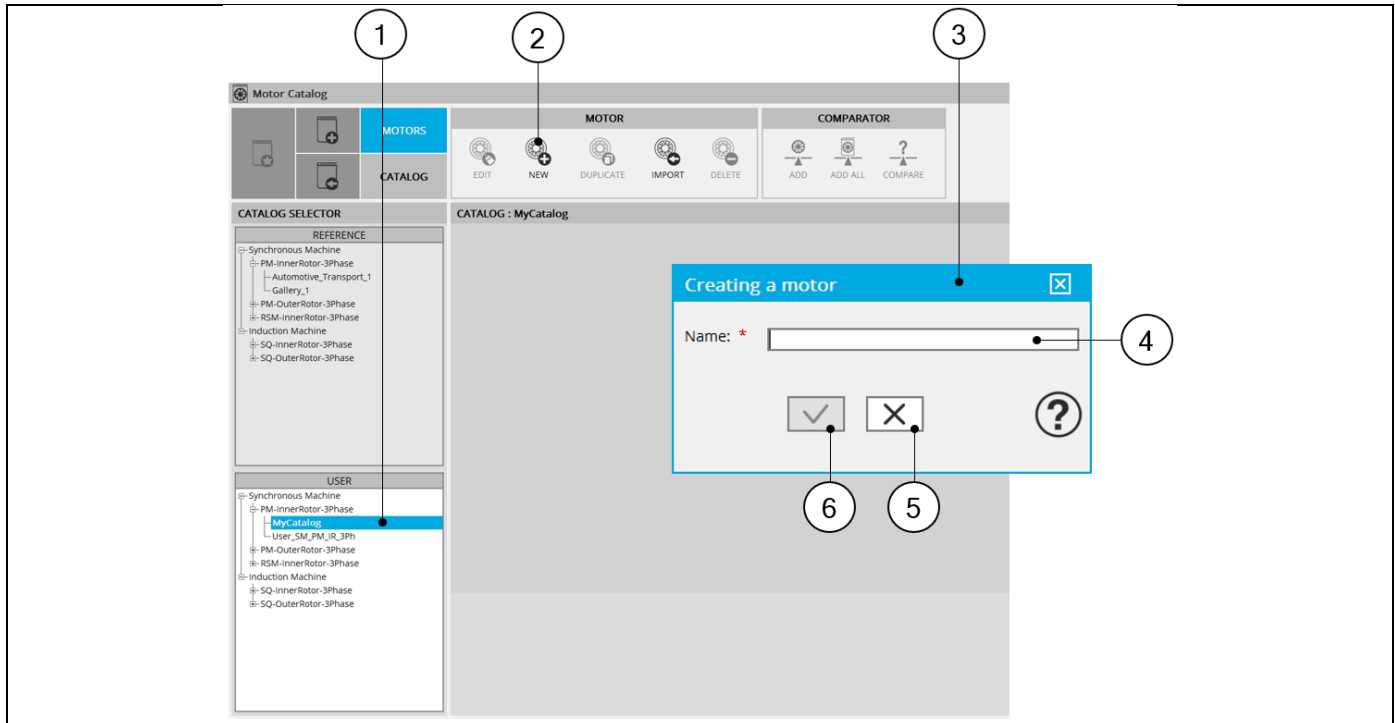 1
2
3
Motor Catalog
MOTORS
CATALOG
MOTOR
EDIT
NEW
DUPLICATE
IMPORT
DELETE
COMPARATOR
?
ADD
ADD ALL
COMPARE
CATALOG SELECTOR
CATALOG : MyCatalog
REFERENCE
Synchronous Machine
PM-InnerRotor-3Phase
Automotive_Transport_1
Gallery_1
PM-OuterRotor-3Phase
RSM-InnerRotor-3Phase
Induction Machine
SQ-InnerRotor-3Phase
SQ-OuterRotor-3Phase
Creating a motor
Name: *
4
?
6
5
USER
Synchronous Machine
PM-InnerRotor-3Phase
MyCatalog
User_SM_PM_IR_3Ph
PM-OuterRotor-3Phase
RSM-InnerRotor-3Phase
Induction Machine
SQ-InnerRotor-3Phase
SQ-OuterRotor-3Phase